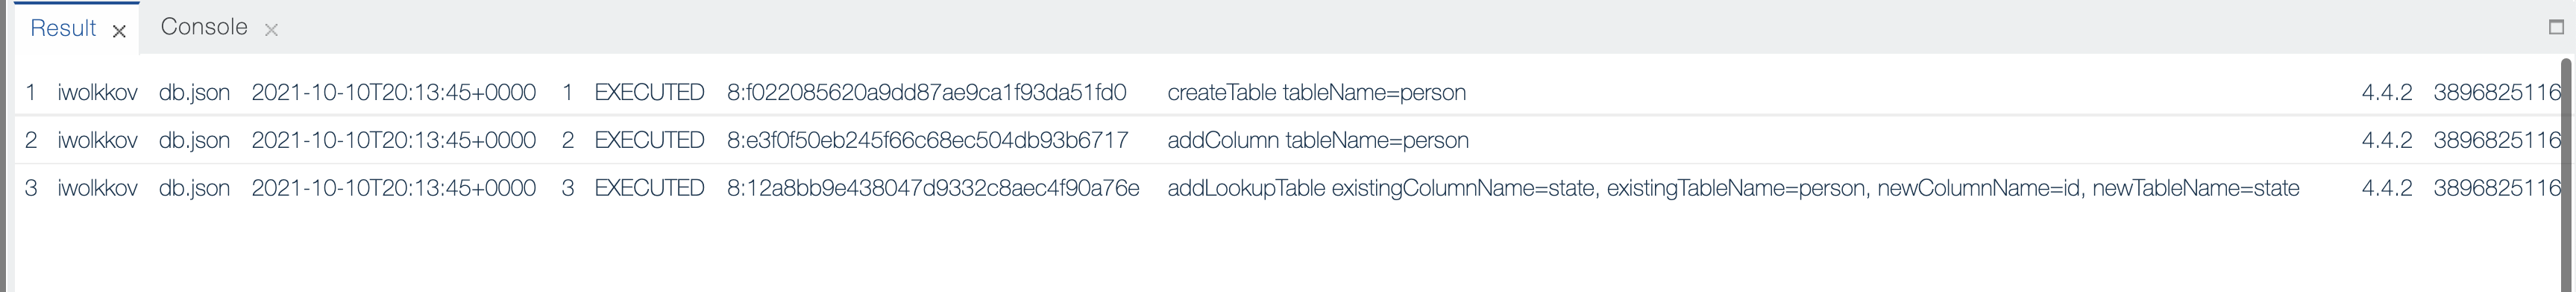 Result × Console ×
1 iwolkkov db.json 2021-10-10T20:13:45+0000 1 EXECUTED 8:f022085620a9dd87ae9ca1f93da51fd0 createTable tableName=person 4.4.2 3896825116
2 iwolkkov db.json 2021-10-10T20:13:45+0000 2 EXECUTED 8:e3f0f50eb245f66c68ec504db93b6717 addColumn tableName=person 4.4.2 3896825116
3 iwolkkov db.json 2021-10-10T20:13:45+0000 3 EXECUTED 8:12a8bb9e438047d9332c8aec4f90a76e addLookupTable existingColumnName=state, existingTableName=person, newColumnName=id, newTableName=state 4.4.2 3896825116